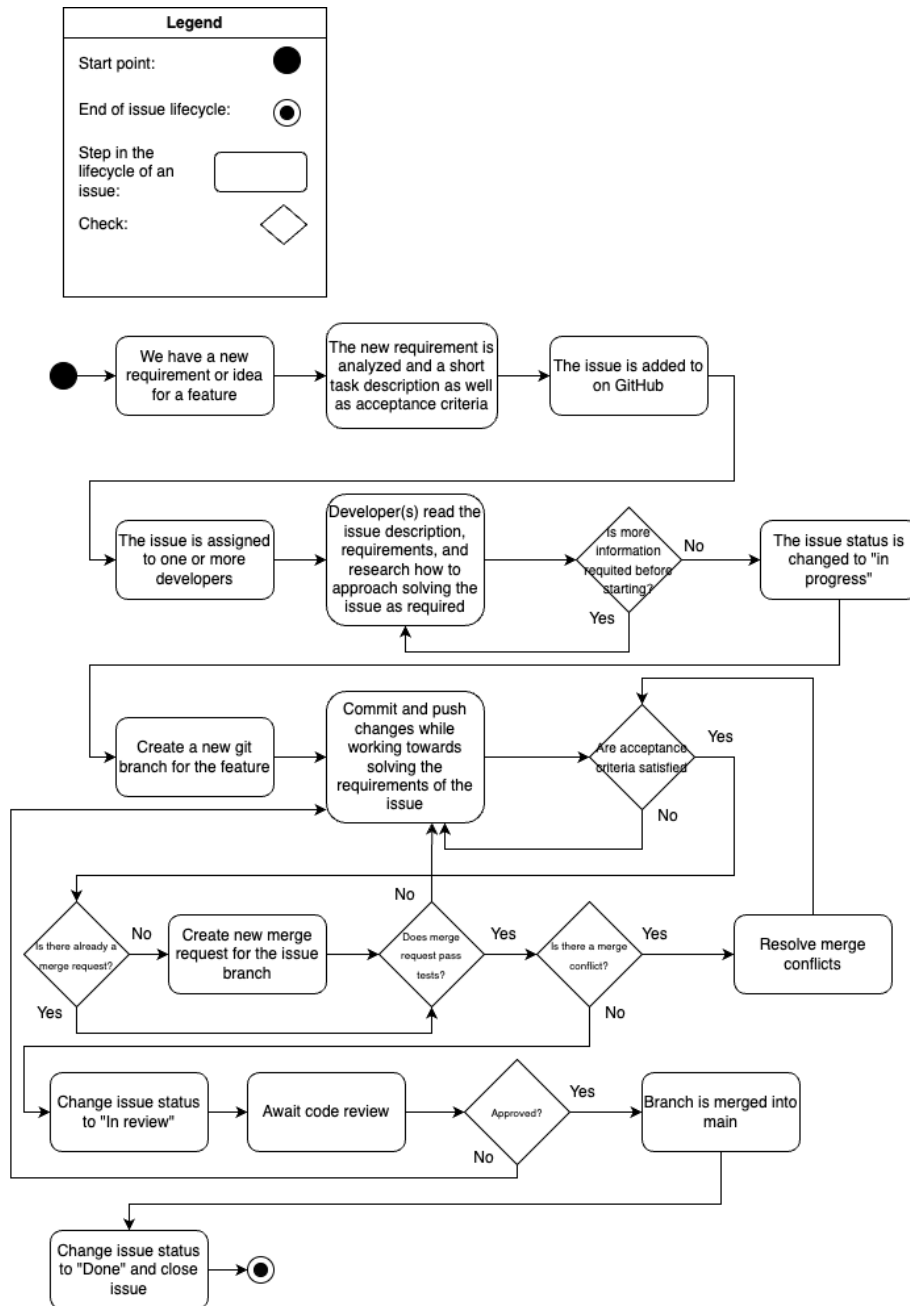 Legend
Start point:
End of issue lifecycle:
Step in the
lifecycle of an
issue:
Check:
We have a new
requirement or idea
for a feature
The new requirement is
analyzed and a short
task description as well
as acceptance criteria
The issue is added to
on GitHub
The issue is assigned
to one or more
developers
Developer(s) read the
issue description,
requirements, and
research how to
approach solving the
issue as required
Is more
information
requited before
starting?
No
Yes
The issue status is
changed to "in
progress"
Create a new git
branch for the feature
Commit and push
changes while
working towards
solving the
requirements of the
issue
Are acceptance
criteria satisfied
Yes
No
Is there already a
merge request?
No
Yes
Create new merge
request for the issue
branch
No
Does merge
request pass
tests?
Yes
Is there a merge
conflict?
Yes
No
Resolve merge
conflicts
Change issue status
to "In review"
Await code review
Approved?
Yes
No
Branch is merged into
main
Change issue status
to "Done" and close
issue